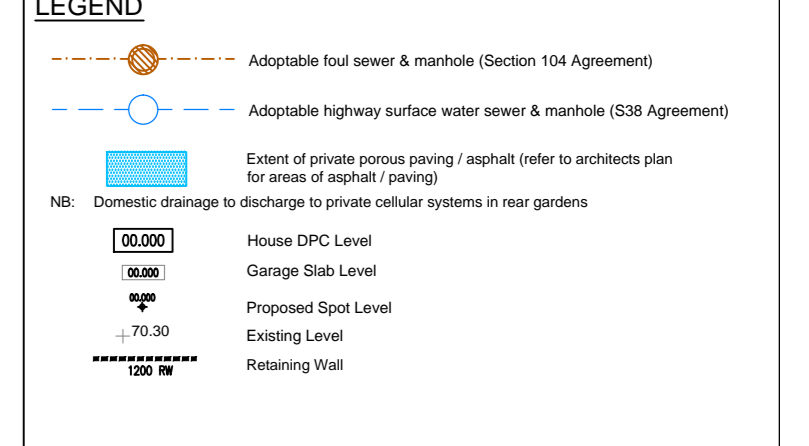 LEGEND
Adoptable foul sewer & manhole (Section 104 Agreement)
Adoptable highway surface water sewer & manhole (S38 Agreement)
Extent of private porous paving / asphalt (refer to architects plan
for areas of asphalt / paving)
NB: Domestic drainage to discharge to private cellular systems in rear gardens
00.000 House DPC Level
00.000 Garage Slab Level
00.000 Proposed Spot Level
70.30 Existing Level
1200 RW Retaining Wall